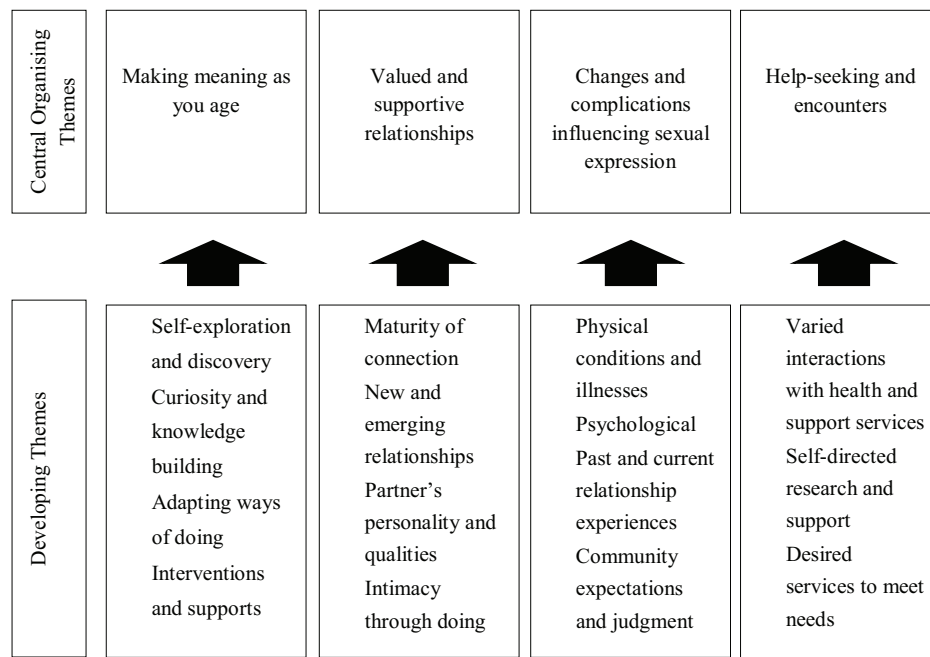 Central Organising
Themes
Making meaning as
you age
Valued and
supportive
relationships
Changes and
complications
influencing sexual
expression
Help-seeking and
encounters
Developing Themes
Self-exploration
and discovery
Curiosity and
knowledge
building
Adapting ways
of doing
Interventions
and supports
Maturity of
connection
New and
emerging
relationships
Partner’s
personality and
qualities
Intimacy
through doing
Physical
conditions and
illnesses
Psychological
Past and current
relationship
experiences
Community
expectations
and judgment
Varied
interactions
with health and
support services
Self-directed
research and
support
Desired
services to meet
needs